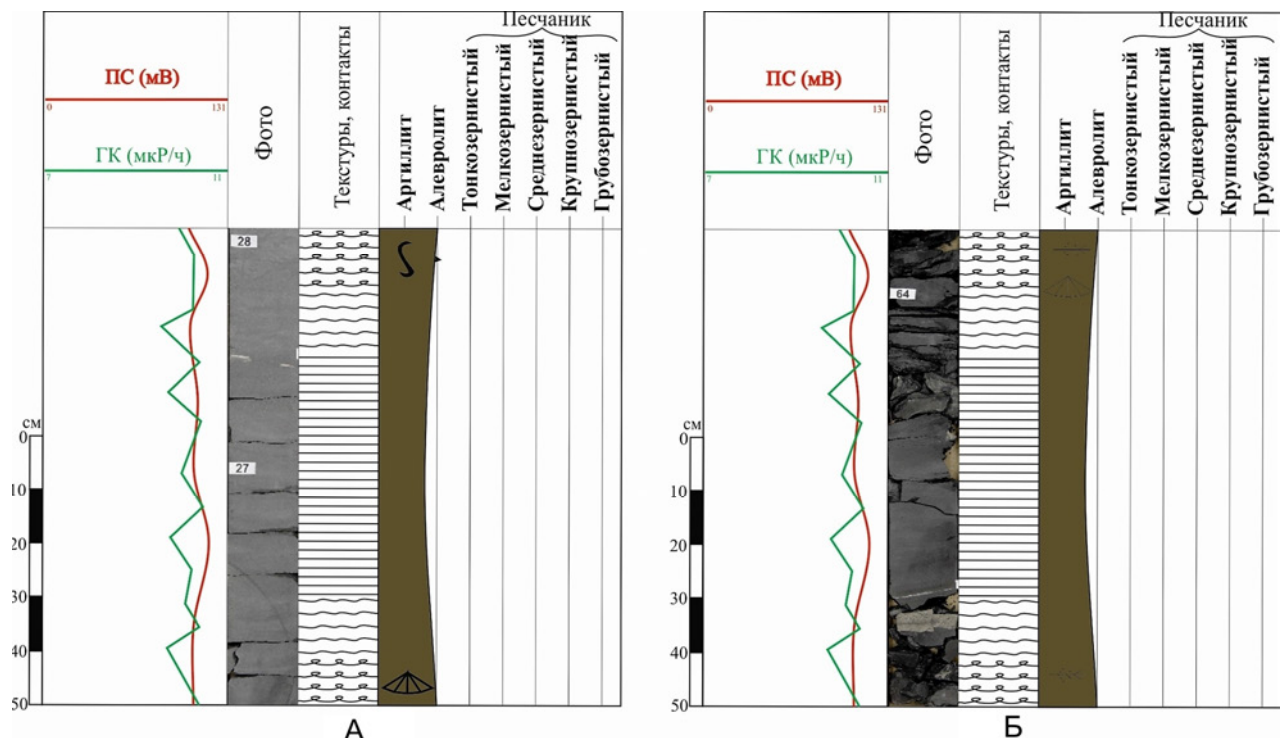 Песчаник
ПС (мВ)
0 131
ГК (мкР/ч)
7 11
Фото
Текстуры, контакты
Аргиллит
Алевролит
Тонкозернистый
Мелкозернистый
Среднезернистый
Крупнозернистый
Грубозернистый
28
27
см
0
10
20
30
40
50
А
Песчаник
ПС (мВ)
0 131
ГК (мкР/ч)
7 11
Фото
Текстуры, контакты
Аргиллит
Алевролит
Тонкозернистый
Мелкозернистый
Среднезернистый
Крупнозернистый
Грубозернистый
64
см
0
10
20
30
40
50
Б